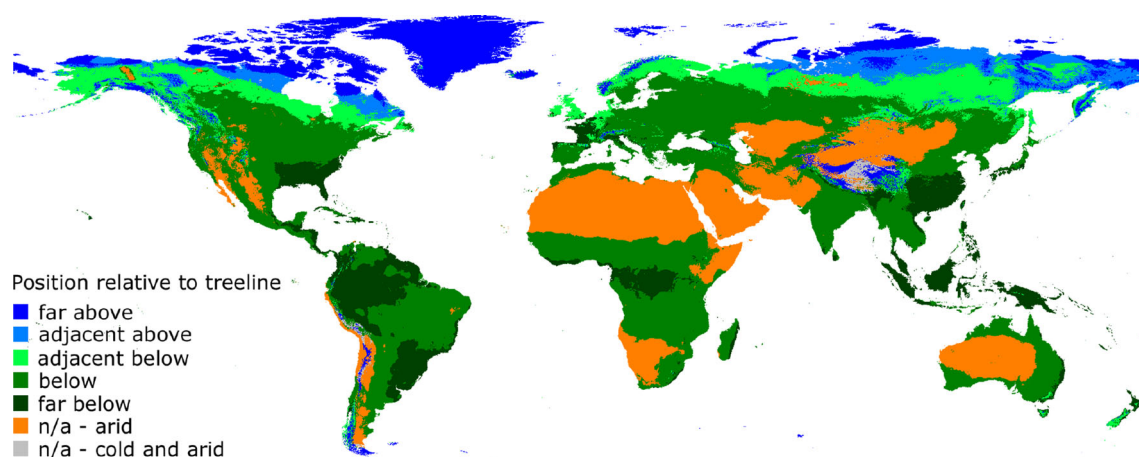 Position relative to treeline
far above
adjacent above
adjacent below
below
far below
n/a - arid
n/a - cold and arid